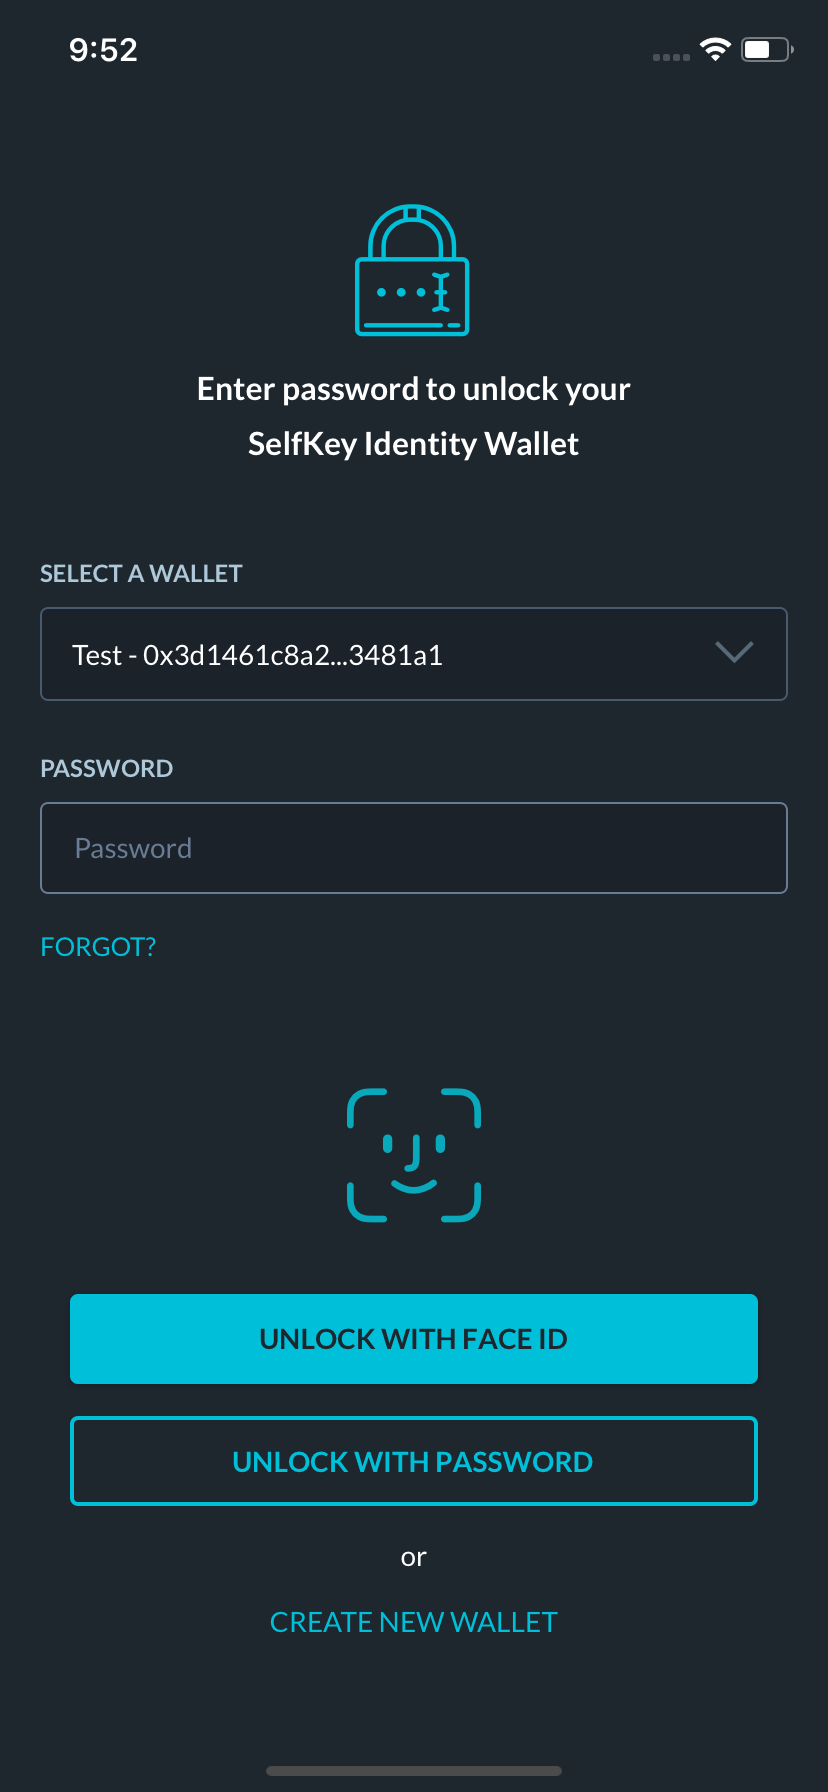 9:52
Enter password to unlock your
SelfKey Identity Wallet
SELECT A WALLET
Test - 0x3d1461c8a2...3481a1
PASSWORD
Password
FORGOT?
UNLOCK WITH FACE ID
UNLOCK WITH PASSWORD
or
CREATE NEW WALLET